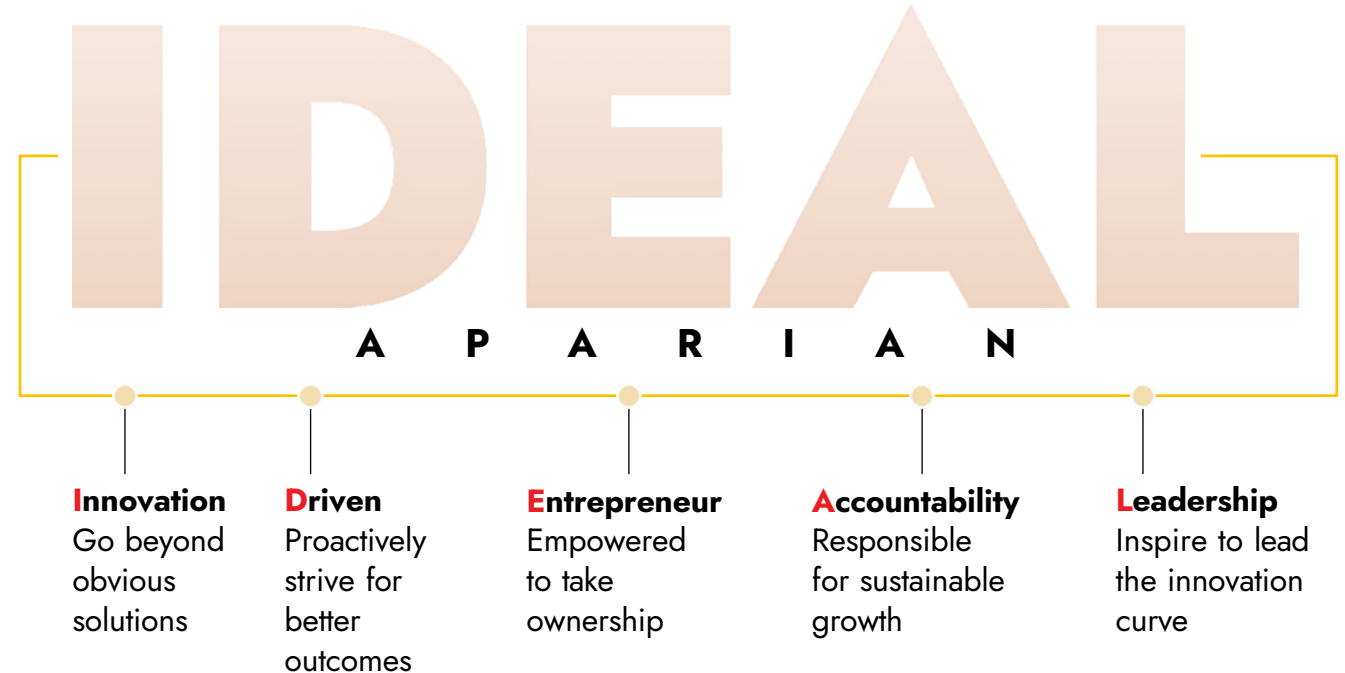 IDEAL
APARIAN
Innovation
Go beyond
obvious
solutions
Driven
Proactively
strive for
better
outcomes
Entrepreneur
Empowered
to take
ownership
Accountability
Responsible
for sustainable
growth
Leadership
Inspire to lead
the innovation
curve